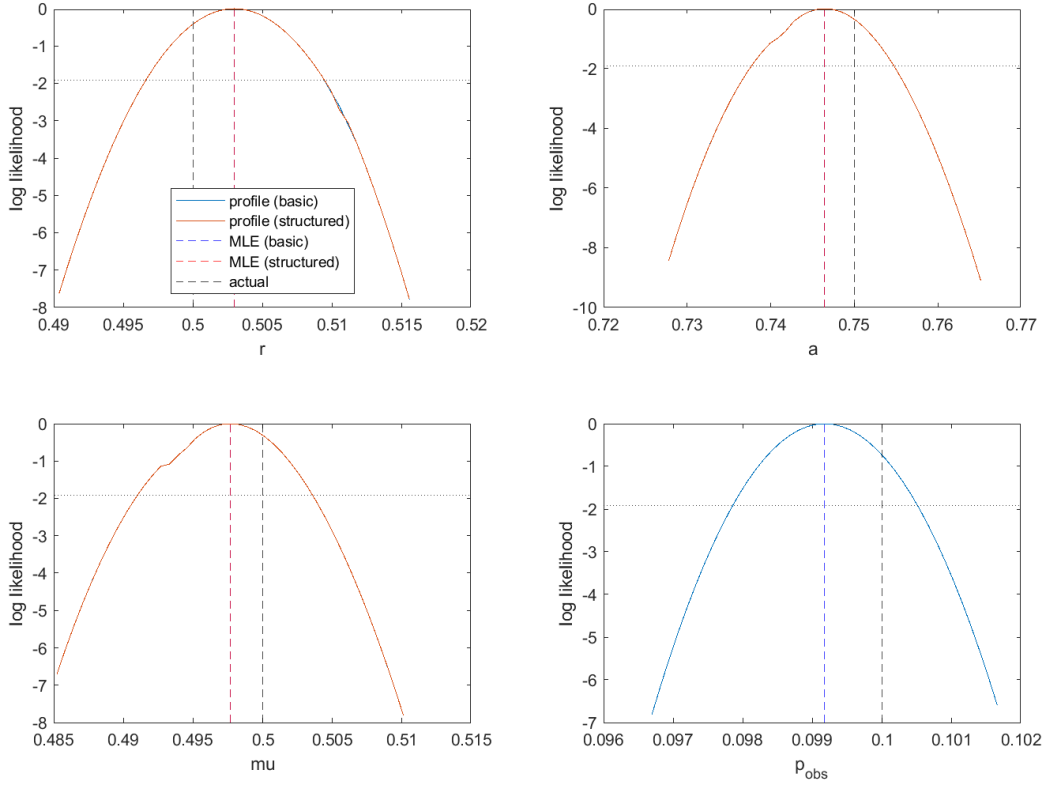 0
-1
-2
-3
-4
-5
-6
-7
-8
log likelihood
0.49 0.495 0.5 0.505 0.51 0.515 0.52
r
profile (basic)
profile (structured)
MLE (basic)
MLE (structured)
actual
0
-2
-4
-6
-8
-10
log likelihood
0.72 0.73 0.74 0.75 0.76 0.77
a
0
-1
-2
-3
-4
-5
-6
-7
-8
log likelihood
0.485 0.49 0.495 0.5 0.505 0.51 0.515
mu
0
-1
-2
-3
-4
-5
-6
-7
log likelihood
0.096 0.097 0.098 0.099 0.1 0.101 0.102
p_obs